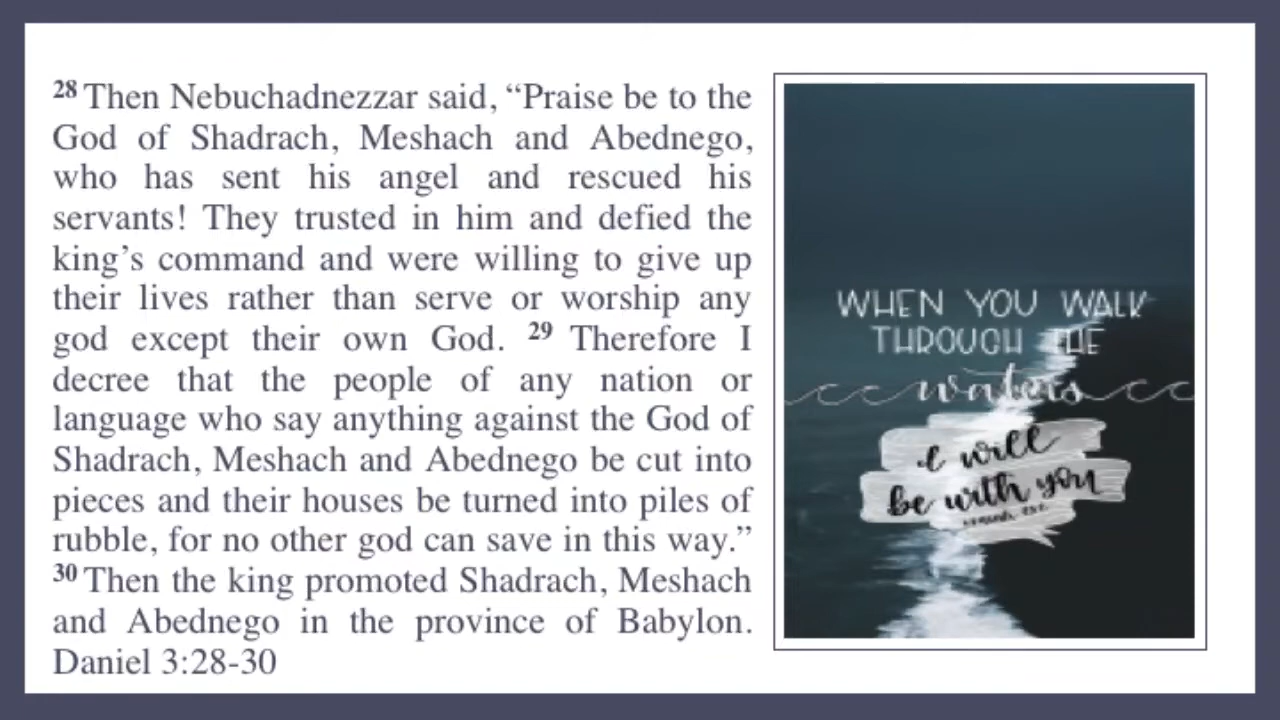 28 Then Nebuchadnezzar said, “Praise be to the
God of Shadrach, Meshach and Abednego,
who has sent his angel and rescued his
servants! They trusted in him and defied the
king’s command and were willing to give up
their lives rather than serve or worship any
god except their own God. 29 Therefore I
decree that the people of any nation or
language who say anything against the God of
Shadrach, Meshach and Abednego be cut into
pieces and their houses be turned into piles of
rubble, for no other god can save in this way.”
30 Then the king promoted Shadrach, Meshach
and Abednego in the province of Babylon.
Daniel 3:28-30
WHEN YOU WALK
THROUGH THE
waters
I will
be with you